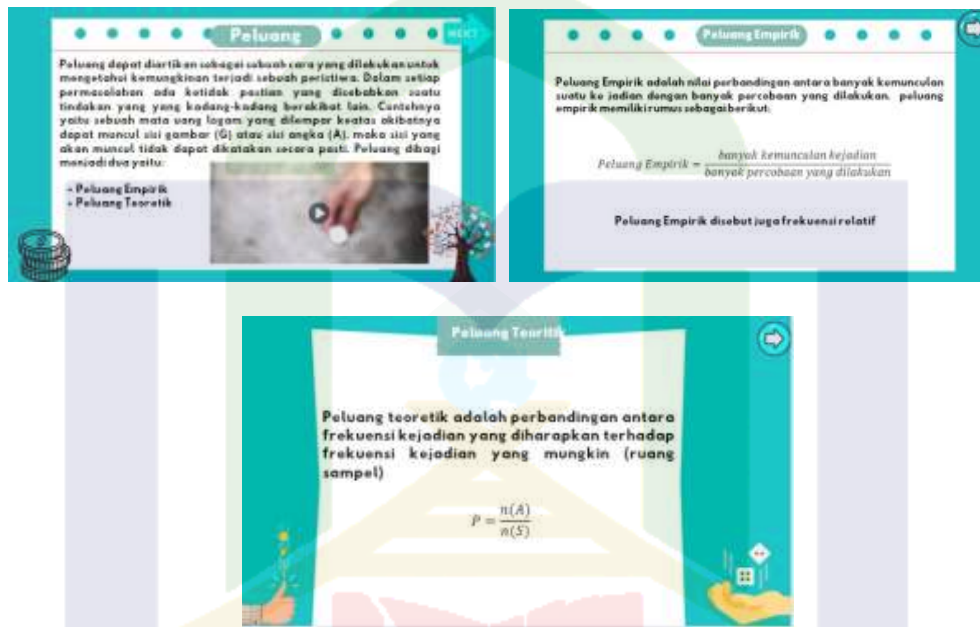 Peluang
NEXT
Peluang dapat diartikan sebagai sebuah cara yang dilakukan untuk
mengetahui kemungkinan terjadi sebuah peristiwa. Dalam setiap
permasalahan ada ketidak pastian yang disebabkan suatu
tindakan yang yang kadang-kadang berakibat lain. Contohnya
yaitu sebuah mata uang logam yang dilempar keatas akibatnya
dapat muncul sisi gambar (G) atau sisi angka (A). maka sisi yang
akan muncul tidak dapat dikatakan secara pasti. Peluang dibagi
menjadi dua yaitu:
- Peluang Empirik
- Peluang Teoretik
Peluang Empirik
Peluang Empirik adalah nilai perbandingan antara banyak kemunculan
suatu ke jadian dengan banyak percobaan yang dilakukan. peluang
empirik memiliki rumus sebagai berikut:
Peluang Empirik = banyak kemunculan kejadian / banyak percobaan yang dilakukan
Peluang Empirik disebut juga frekuensi relatif
Peluang Teoritik
Peluang teoretik adalah perbandingan antara
frekuensi kejadian yang diharapkan terhadap
frekuensi kejadian yang mungkin (ruang
sampel)
P = n(A) / n(S)